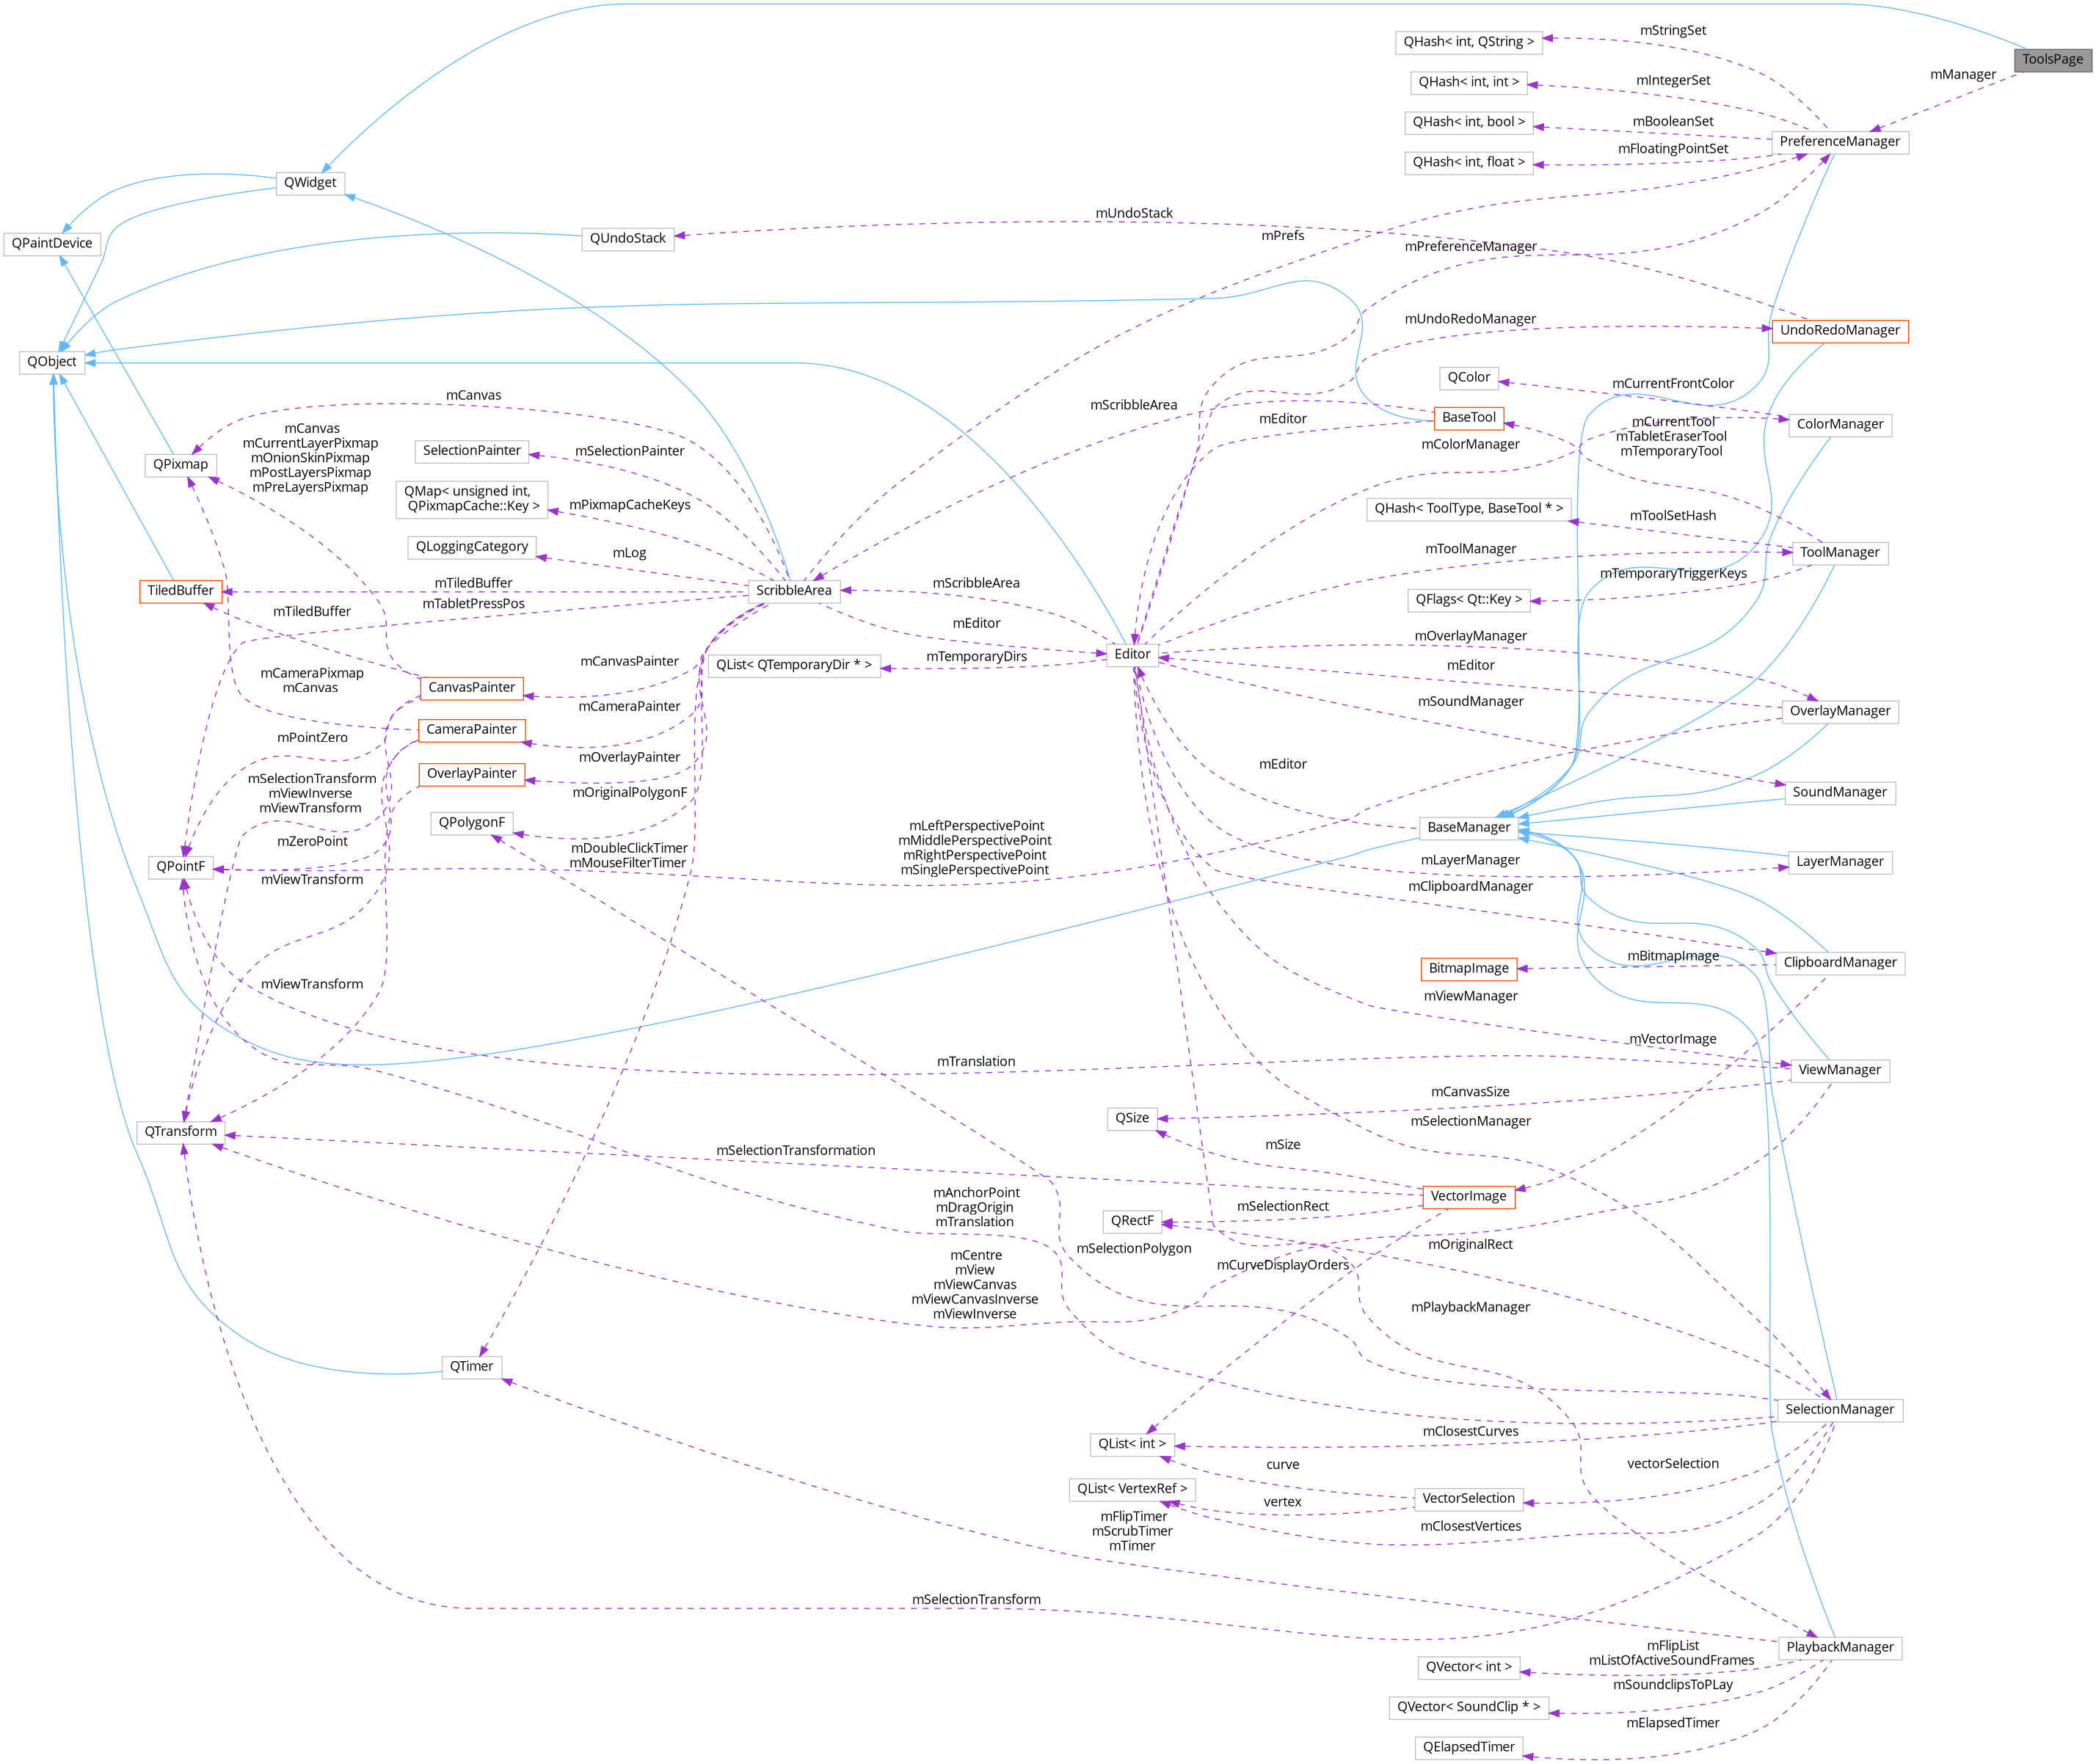 ToolsPage
mStringSet
QHash< int, QString >
mManager
mIntegerSet
QHash< int, int >
mBooleanSet
QHash< int, bool >
PreferenceManager
mFloatingPointSet
QHash< int, float >
QWidget
mUndoStack
QPaintDevice
QUndoStack
mPrefs
mPreferenceManager
mUndoRedoManager
UndoRedoManager
QObject
QColor
mCurrentFrontColor
mCanvas
mScribbleArea
mEditor
BaseTool
mCurrentTool
mTabletEraserTool
mTemporaryTool
ColorManager
mColorManager
mCanvas
mCurrentLayerPixmap
mOnionSkinPixmap
mPostLayersPixmap
mPreLayersPixmap
QPixmap
SelectionPainter
mSelectionPainter
QMap< unsigned int,
QPixmapCache::Key >
mPixmapCacheKeys
QHash< ToolType, BaseTool * >
mToolSetHash
QLoggingCategory
mLog
mToolManager
ToolManager
mTemporaryTriggerKeys
TiledBuffer
mTiledBuffer
mTabletPressPos
mTiledBuffer
ScribbleArea
mScribbleArea
QFlags< Qt::Key >
mEditor
Editor
mOverlayManager
mTemporaryDirs
QList< QTemporaryDir * >
mCanvasPainter
mEditor
mCameraPixmap
mCanvas
CanvasPainter
mSoundManager
OverlayManager
mCameraPainter
CameraPainter
mPointZero
mOverlayPainter
mEditor
OverlayPainter
mSelectionTransform
mViewInverse
mViewTransform
mOriginalPolygonF
SoundManager
QPolygonF
mLeftPerspectivePoint
mMiddlePerspectivePoint
mRightPerspectivePoint
mSinglePerspectivePoint
BaseManager
mZeroPoint
mDoubleClickTimer
mMouseFilterTimer
mLayerManager
LayerManager
QPointF
mViewTransform
mClipboardManager
mBitmapImage
ClipboardManager
BitmapImage
mViewTransform
mViewManager
mVectorImage
mTranslation
ViewManager
mCanvasSize
QSize
mSelectionManager
QTransform
mSelectionTransformation
mSize
VectorImage
mAnchorPoint
mDragOrigin
mTranslation
mSelectionRect
QRectF
mOriginalRect
mSelectionPolygon
mCurveDisplayOrders
mCentre
mView
mViewCanvas
mViewCanvasInverse
mViewInverse
mPlaybackManager
QTimer
SelectionManager
mClosestCurves
QList< int >
curve
vectorSelection
QList< VertexRef >
vertex
VectorSelection
mClosestVertices
mFlipTimer
mScrubTimer
mTimer
mSelectionTransform
PlaybackManager
mFlipList
mListOfActiveSoundFrames
QVector< int >
mSoundclipsToPLay
QVector< SoundClip * >
mElapsedTimer
QElapsedTimer